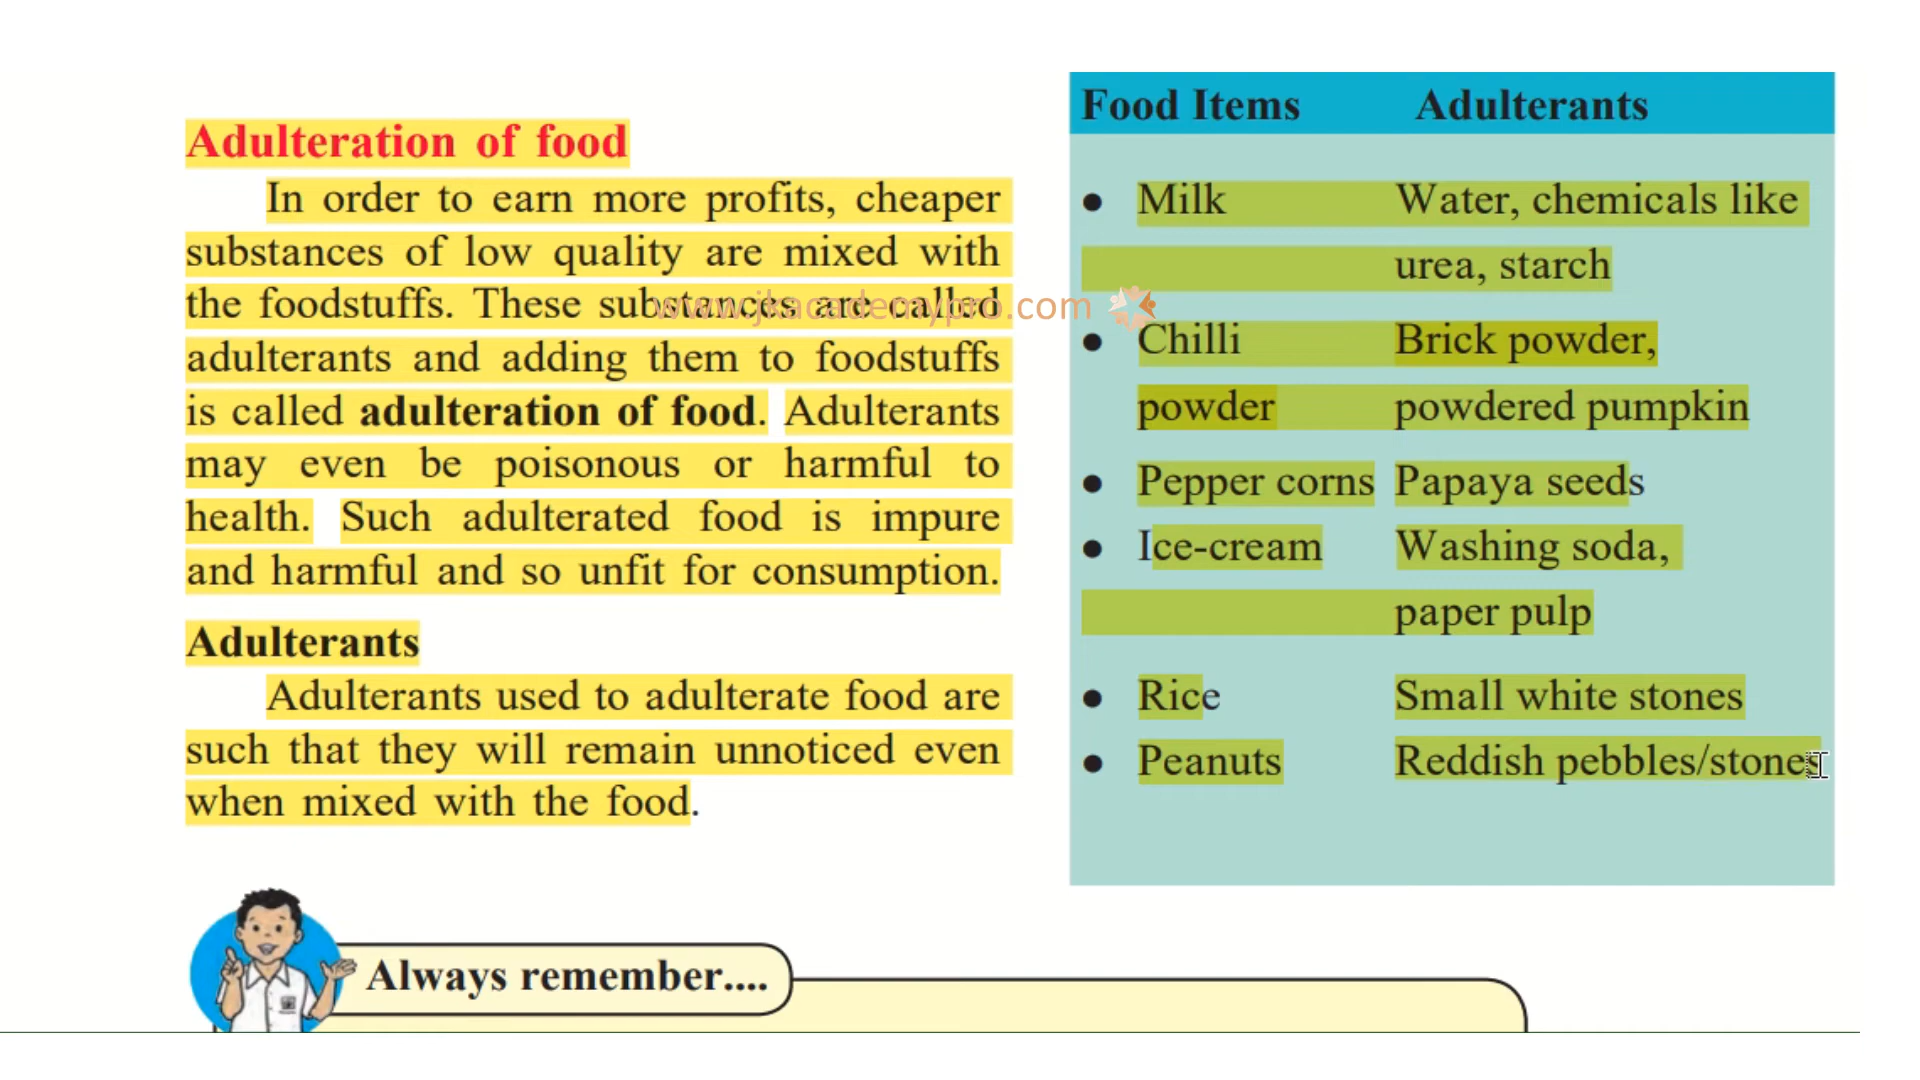 Adulteration of food
In order to earn more profits, cheaper
substances of low quality are mixed with
the foodstuffs. These substances are called
adulterants and adding them to foodstuffs
is called adulteration of food. Adulterants
may even be poisonous or harmful to
health. Such adulterated food is impure
and harmful and so unfit for consumption.
Adulterants
Adulterants used to adulterate food are
such that they will remain unnoticed even
when mixed with the food.
www.jkacademypro.com
Food Items Adulterants
● Milk Water, chemicals like
urea, starch
● Chilli Brick powder,
powder powdered pumpkin
● Pepper corns Papaya seeds
● Ice-cream Washing soda,
paper pulp
● Rice Small white stones
● Peanuts Reddish pebbles/stones
Always remember....